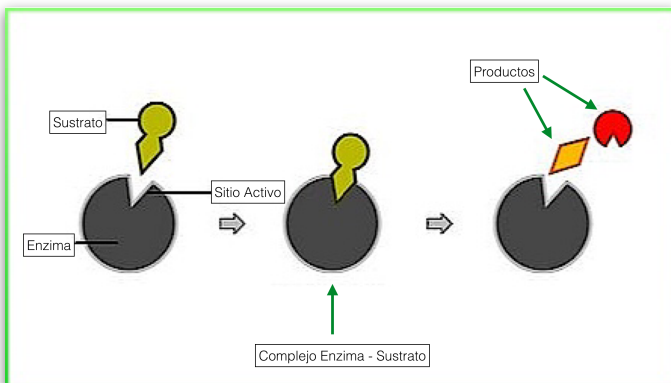 Productos
Sustrato
Sitio Activo
Enzima
Complejo Enzima - Sustrato